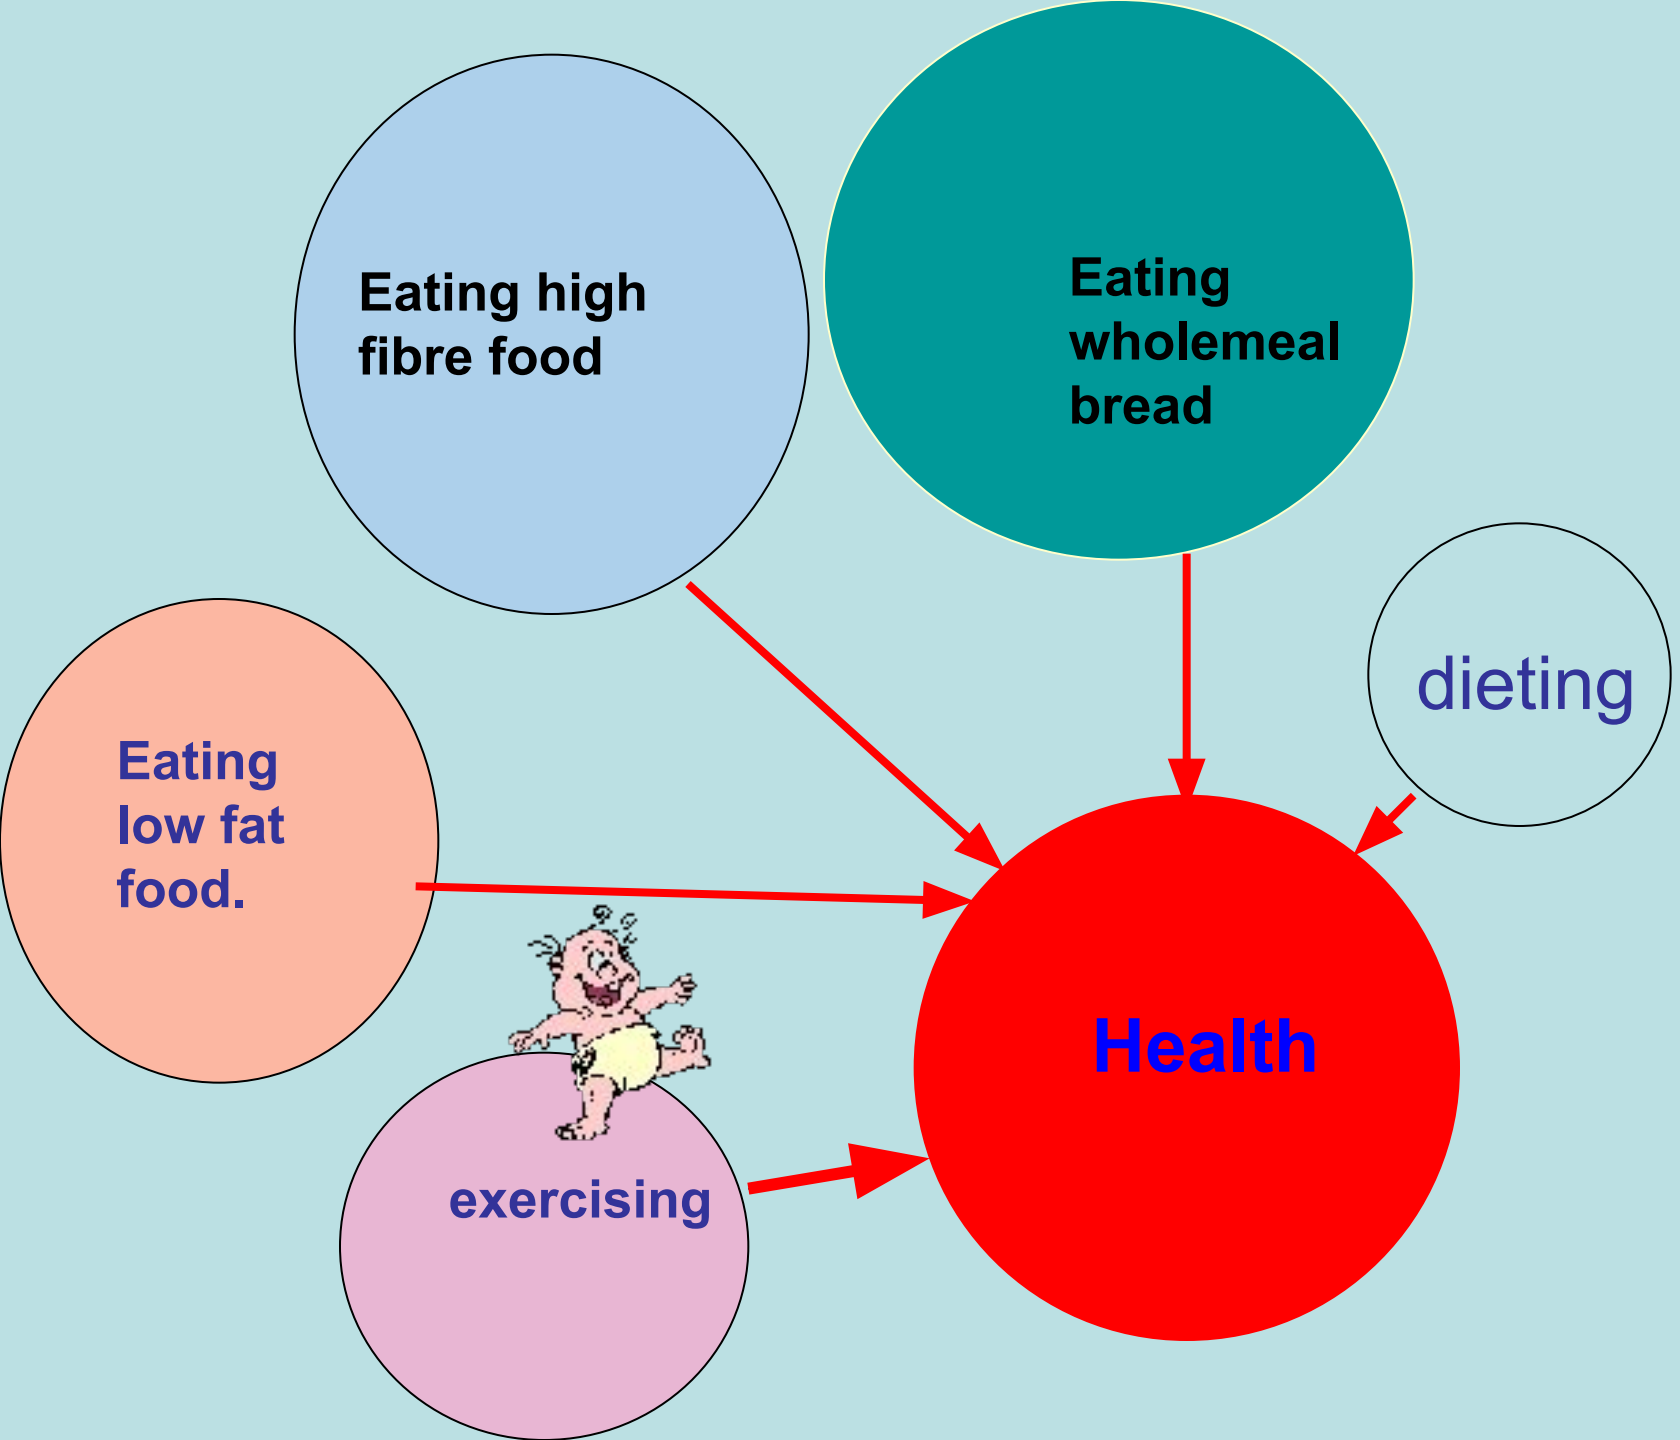 Eating high
fibre food
Eating
wholemeal
bread
dieting
Eating
low fat
food.
Health
exercising